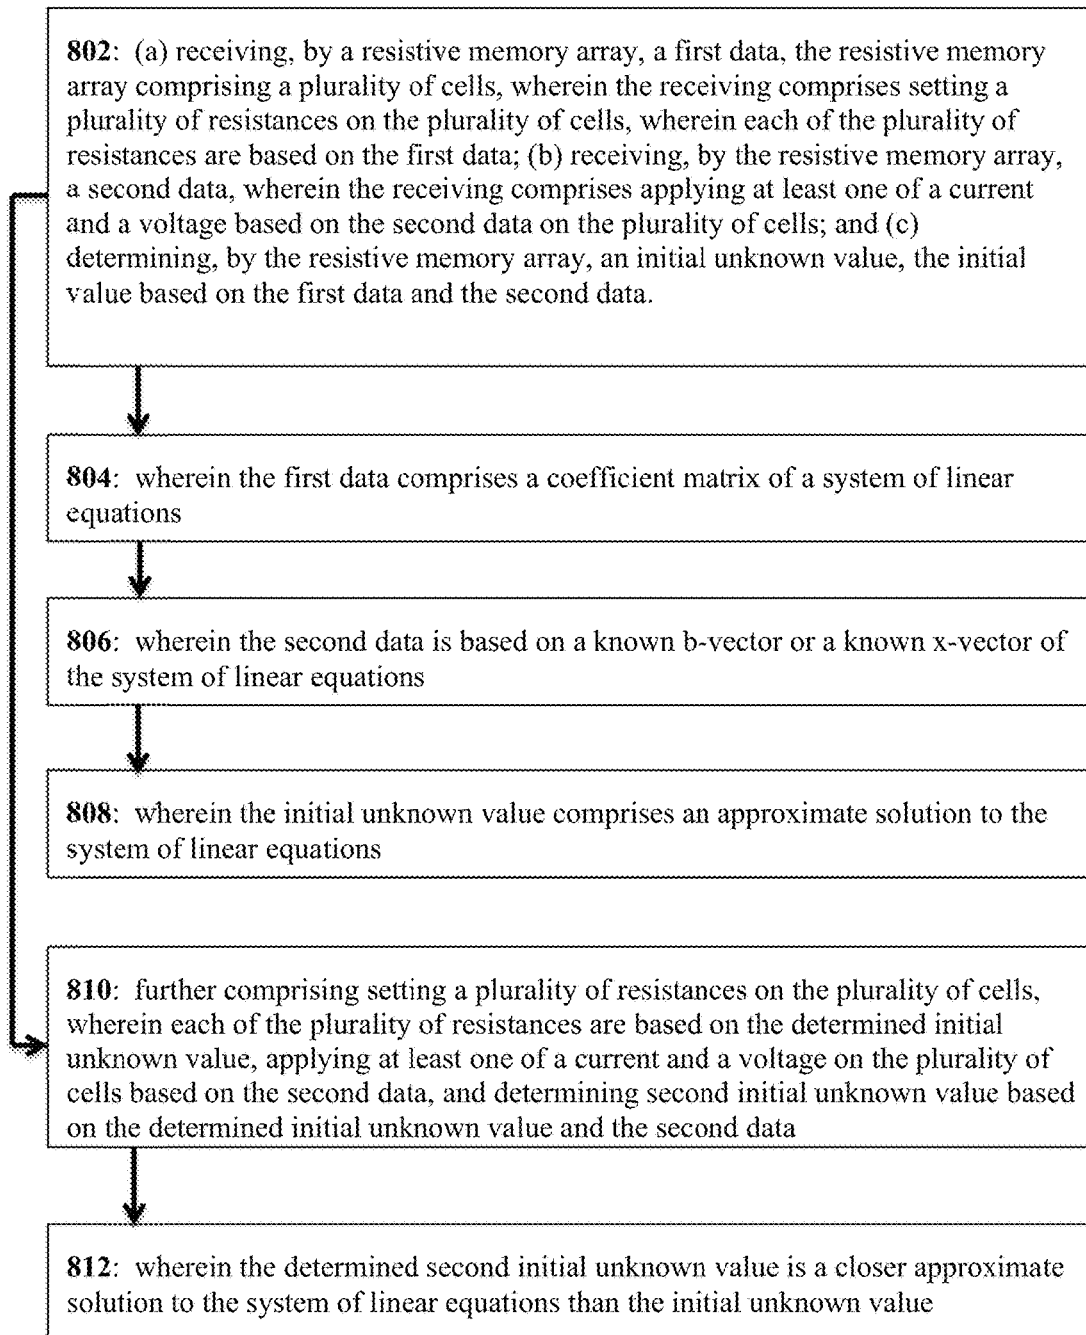 802: (a) receiving, by a resistive memory array, a first data, the resistive memory
array comprising a plurality of cells, wherein the receiving comprises setting a
plurality of resistances on the plurality of cells, wherein each of the plurality of
resistances are based on the first data; (b) receiving, by the resistive memory array,
a second data, wherein the receiving comprises applying at least one of a current
and a voltage based on the second data on the plurality of cells; and (c)
determining, by the resistive memory array, an initial unknown value, the initial
value based on the first data and the second data.
804: wherein the first data comprises a coefficient matrix of a system of linear
equations
806: wherein the second data is based on a known b-vector or a known x-vector of
the system of linear equations
808: wherein the initial unknown value comprises an approximate solution to the
system of linear equations
810: further comprising setting a plurality of resistances on the plurality of cells,
wherein each of the plurality of resistances are based on the determined initial
unknown value, applying at least one of a current and a voltage on the plurality of
cells based on the second data, and determining second initial unknown value based
on the determined initial unknown value and the second data
812: wherein the determined second initial unknown value is a closer approximate
solution to the system of linear equations than the initial unknown value